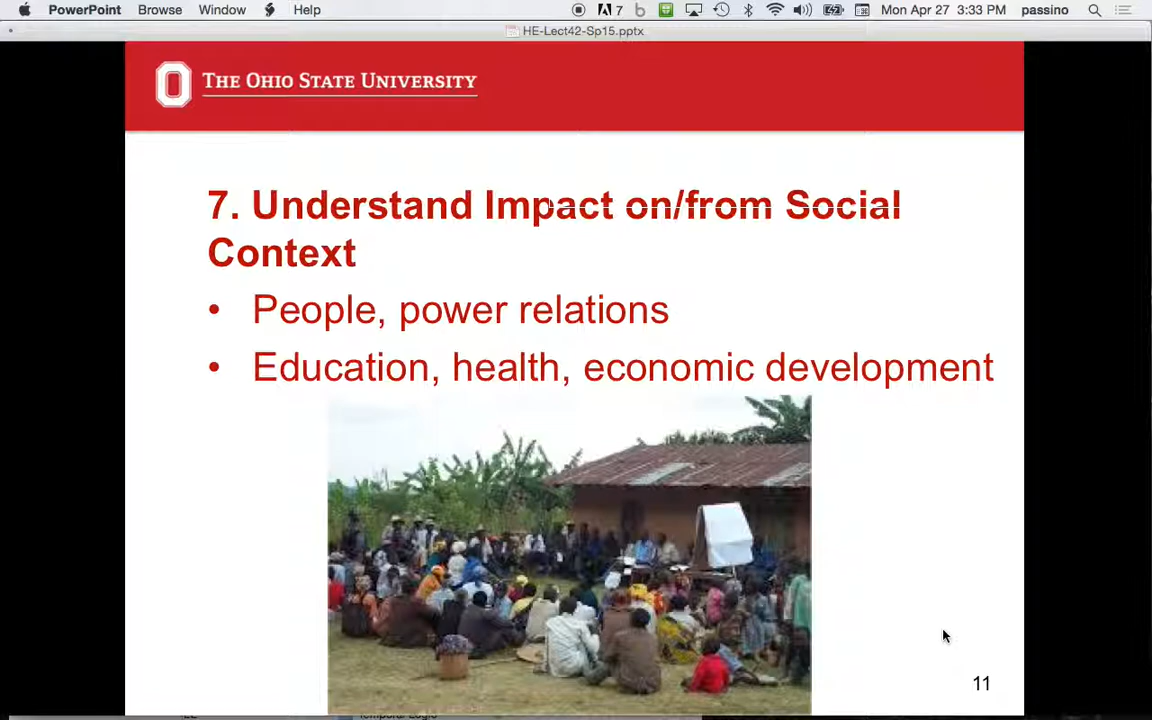 PowerPoint Browse Window Help 7 Mon Apr 27 3:33 PM passino
HE-Lect42-Sp15.pptx
THE OHIO STATE UNIVERSITY
7. Understand Impact on/from Social
Context
• People, power relations
• Education, health, economic development
11